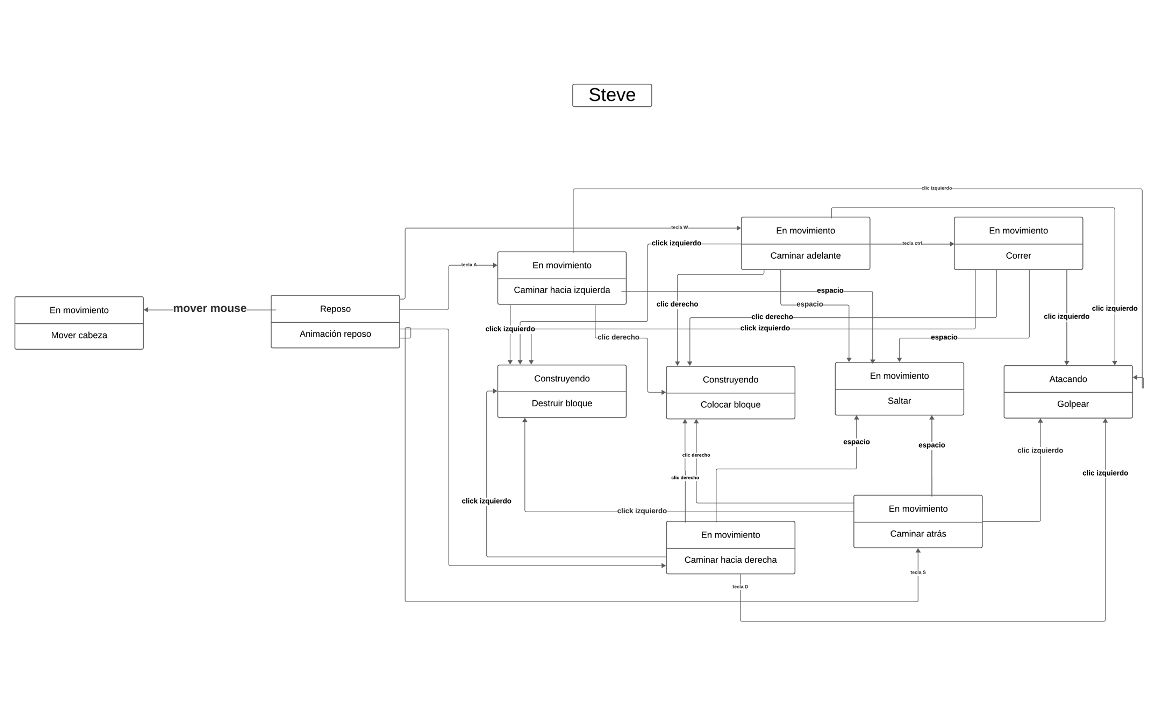 Steve
clic izquierdo
tecla W
En movimiento
Caminar adelante
tecla ctrl
En movimiento
Correr
click izquierdo
tecla A
En movimiento
Caminar hacia izquierda
espacio
espacio
clic derecho
clic derecho
click izquierdo
clic izquierdo
clic izquierdo
En movimiento
Mover cabeza
mover mouse
Reposo
Animación reposo
click izquierdo
clic derecho
espacio
Construyendo
Destruir bloque
Construyendo
Colocar bloque
En movimiento
Saltar
Atacando
Golpear
espacio
espacio
clic izquierdo
clic derecho
clic derecho
click izquierdo
click izquierdo
click izquierdo
En movimiento
Caminar atrás
En movimiento
Caminar hacia derecha
tecla S
tecla D